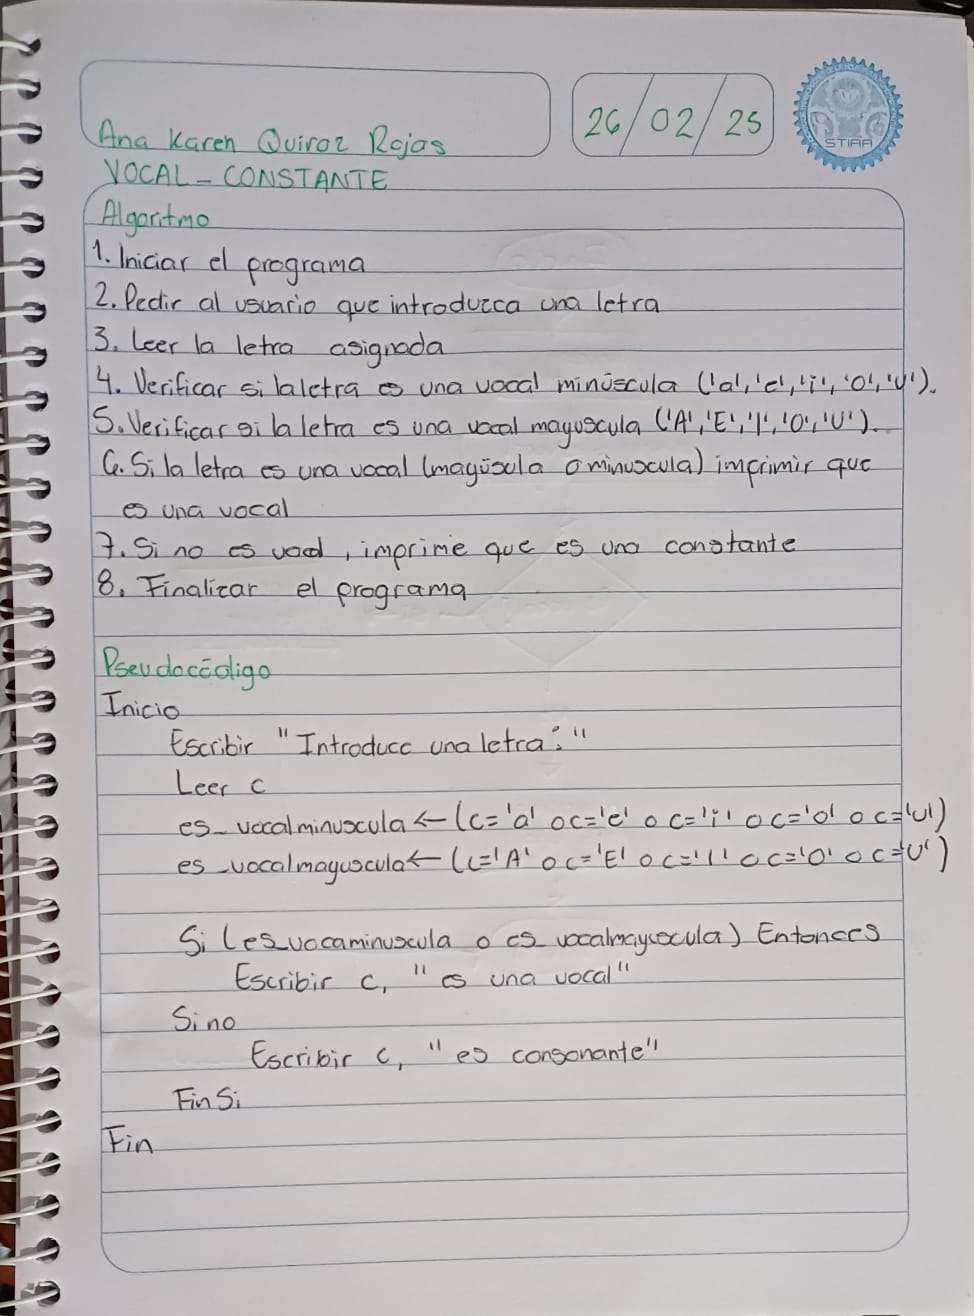 26/02/25
STIAA
Ana Karen Quiroz Rojas
VOCAL - CONSTANTE
Algoritmo
1. Iniciar el programa
2. Pedir al usuario que introduzca una letra
3. Leer la letra asignada
4. Verificar si la letra es una vocal minúscula ('a', 'e', 'i', 'o', 'u').
5. Verificar si la letra es una vocal mayuscula ('A', 'E', 'I', 'O', 'U').
6. Si la letra es una vocal (mayúscula o minuscula) imprimir que
es una vocal
7. Si no es vocal, imprime que es una constante
8. Finalizar el programa
Pseudocódigo
Inicio
Escribir "Introduce una letra:"
Leer c
es_vocalminuscula ← (c='a' o c='e' o c='i' o c='o' o c='u')
es_vocalmayuscula ← (c='A' o c='E' o c='I' o c='O' o c='U')
Si (es_vocaminuscula o es_vocalmayuscula) Entonces
Escribir c, "es una vocal"
Sino
Escribir c, "es consonante"
FinSi
Fin